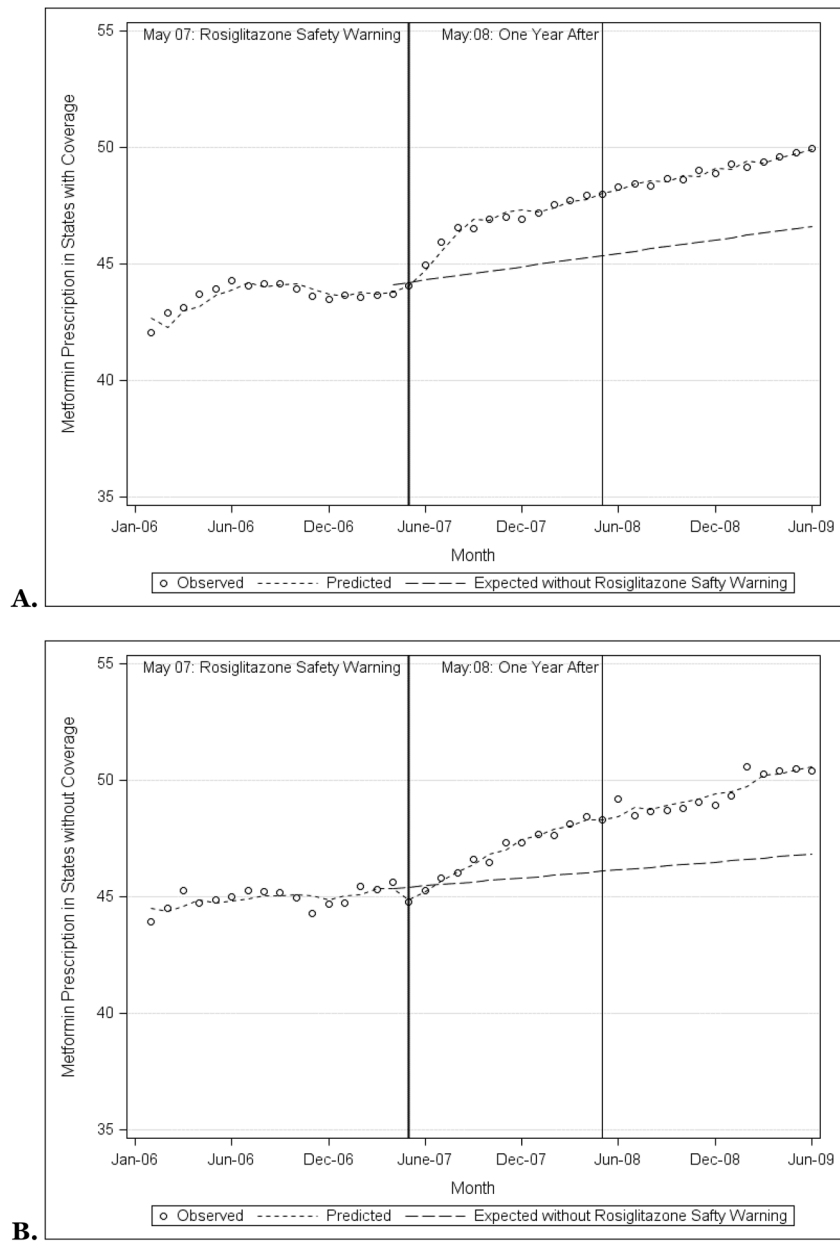 55
May 07: Rosiglitazone Safety Warning
May:08: One Year After
50
45
40
35
Metformin Prescription in States with Coverage
Jan-06 Jun-06 Dec-06 June-07 Dec-07 Jun-08 Dec-08 Jun-09
Month
Observed Predicted Expected without Rosiglitazone Safty Warning
A.
55
May 07: Rosiglitazone Safety Warning
May:08: One Year After
50
45
40
35
Metformin Prescription in States without Coverage
Jan-06 Jun-06 Dec-06 June-07 Dec-07 Jun-08 Dec-08 Jun-09
Month
Observed Predicted Expected without Rosiglitazone Safty Warning
B.